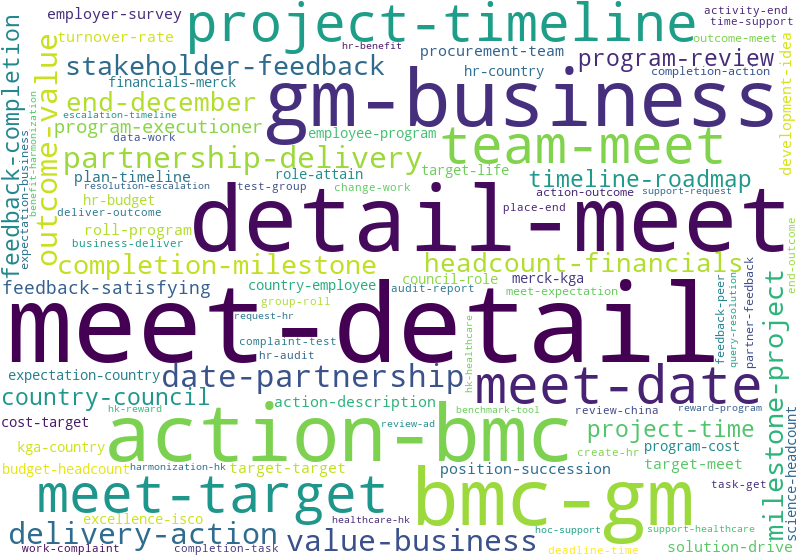 employer-survey
project-timeline
activity-end
time-support
turnover-rate
hr-benefit
outcome-meet
procurement-team
program-review
stakeholder-feedback
hr-country
completion-action
financials-merck
gm-business
development-idea
feedback-completion
outcome-value
end-december
escalation-timeline
program-executioner
employee-program
team-meet
data-work
partnership-delivery
expectation-business
benefit-harmonization
plan-timeline
role-attain
target-life
timeline-roadmap
resolution-escalation
test-group
change-work
action-outcome
support-request
hr-budget
deliver-outcome
detail-meet
place-end
roll-program
business-deliver
completion-milestone
headcount-financials
end-outcome
feedback-satisfying
country-employee
council-role
merck-kga
audit-report
meet-expectation
group-roll
meet-detail
request-hr
feedback-peer
query-resolution
partner-feedback
milestone-project
complaint-test
hr-audit
hk-healthcare
expectation-country
date-partnership
meet-date
country-council
action-description
hk-reward
benchmark-tool
review-china
reward-program
cost-target
action-bmc
review-ad
project-time
science-headcount
kga-country
create-hr
program-cost
budget-headcount
harmonization-hk
target-target
position-succession
target-meet
meet-target
bmc-gm
task-get
excellence-isco
healthcare-hk
delivery-action
value-business
hoc-support
support-healthcare
work-complaint
completion-task
deadline-time
solution-drive